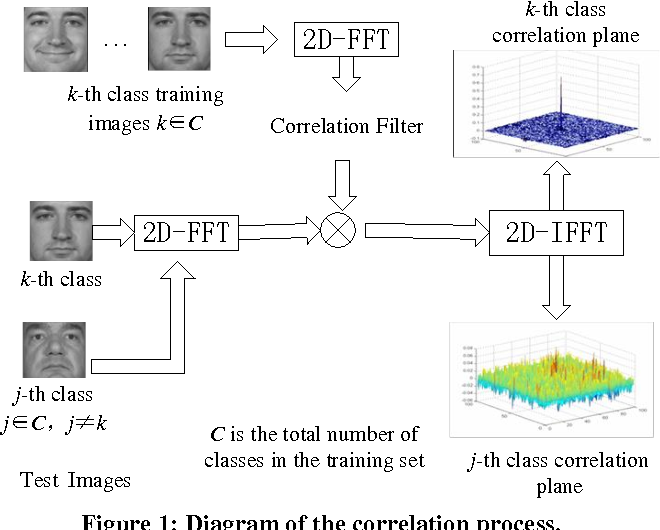 2D-FFT
k-th class
correlation plane
...
k-th class training
images k∈C
Correlation Filter
2D-FFT
2D-IFFT
k-th class
j-th class
j∈C, j≠k
C is the total number of
classes in the training set
j-th class correlation
plane
Test Images
Figure 1: Diagram of the correlation process.